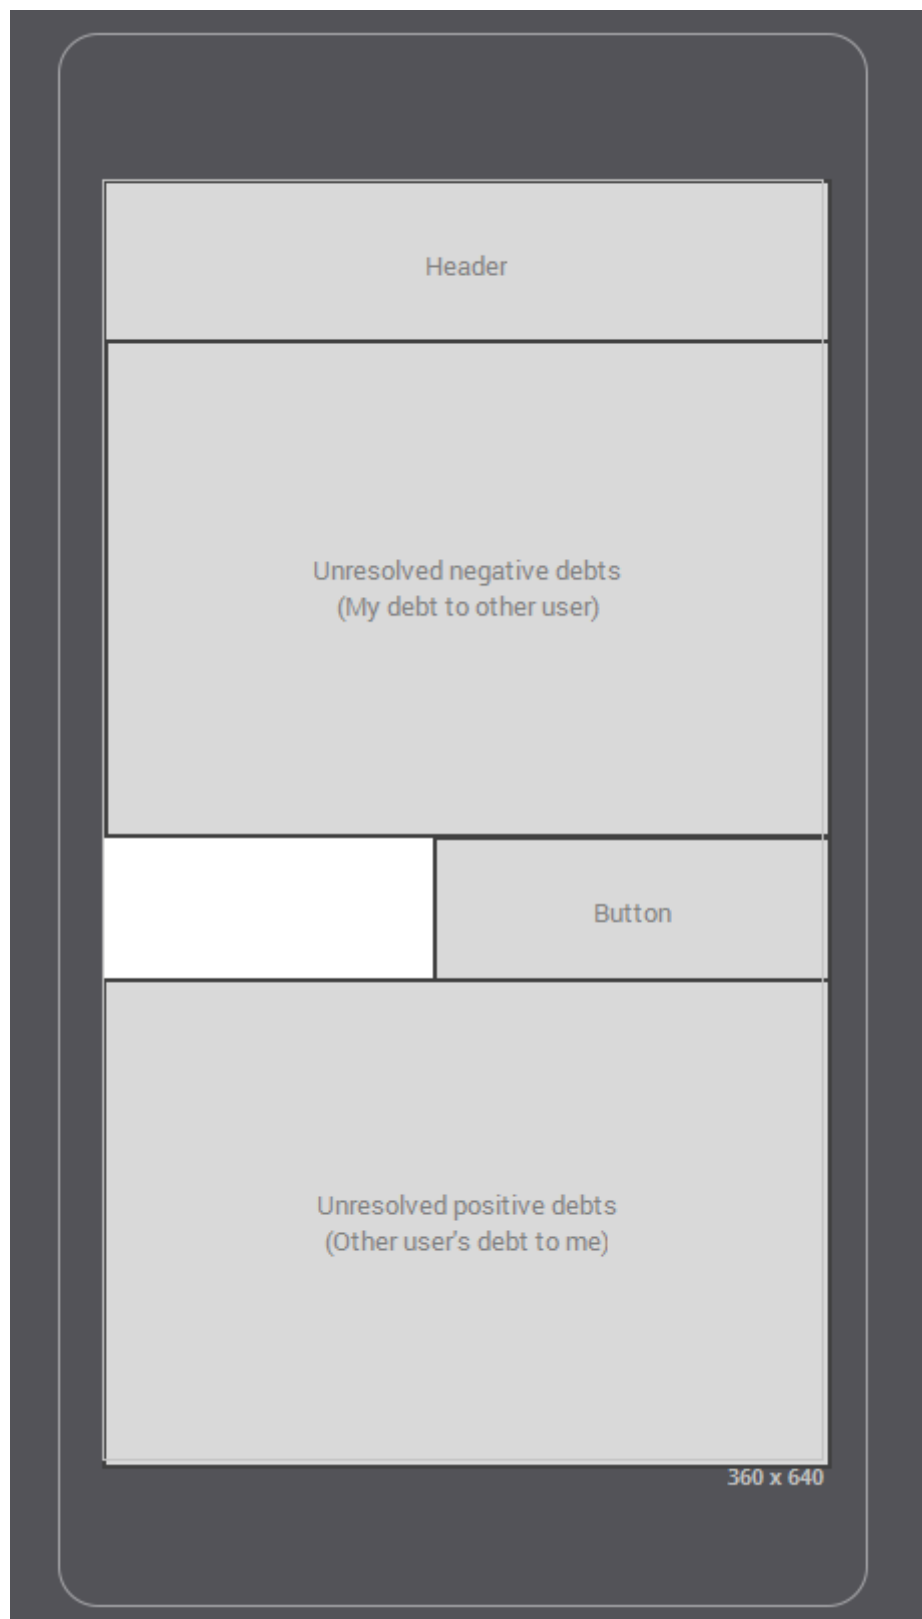 Header
Unresolved negative debts
(My debt to other user)
Button
Unresolved positive debts
(Other user's debt to me)
360 x 640